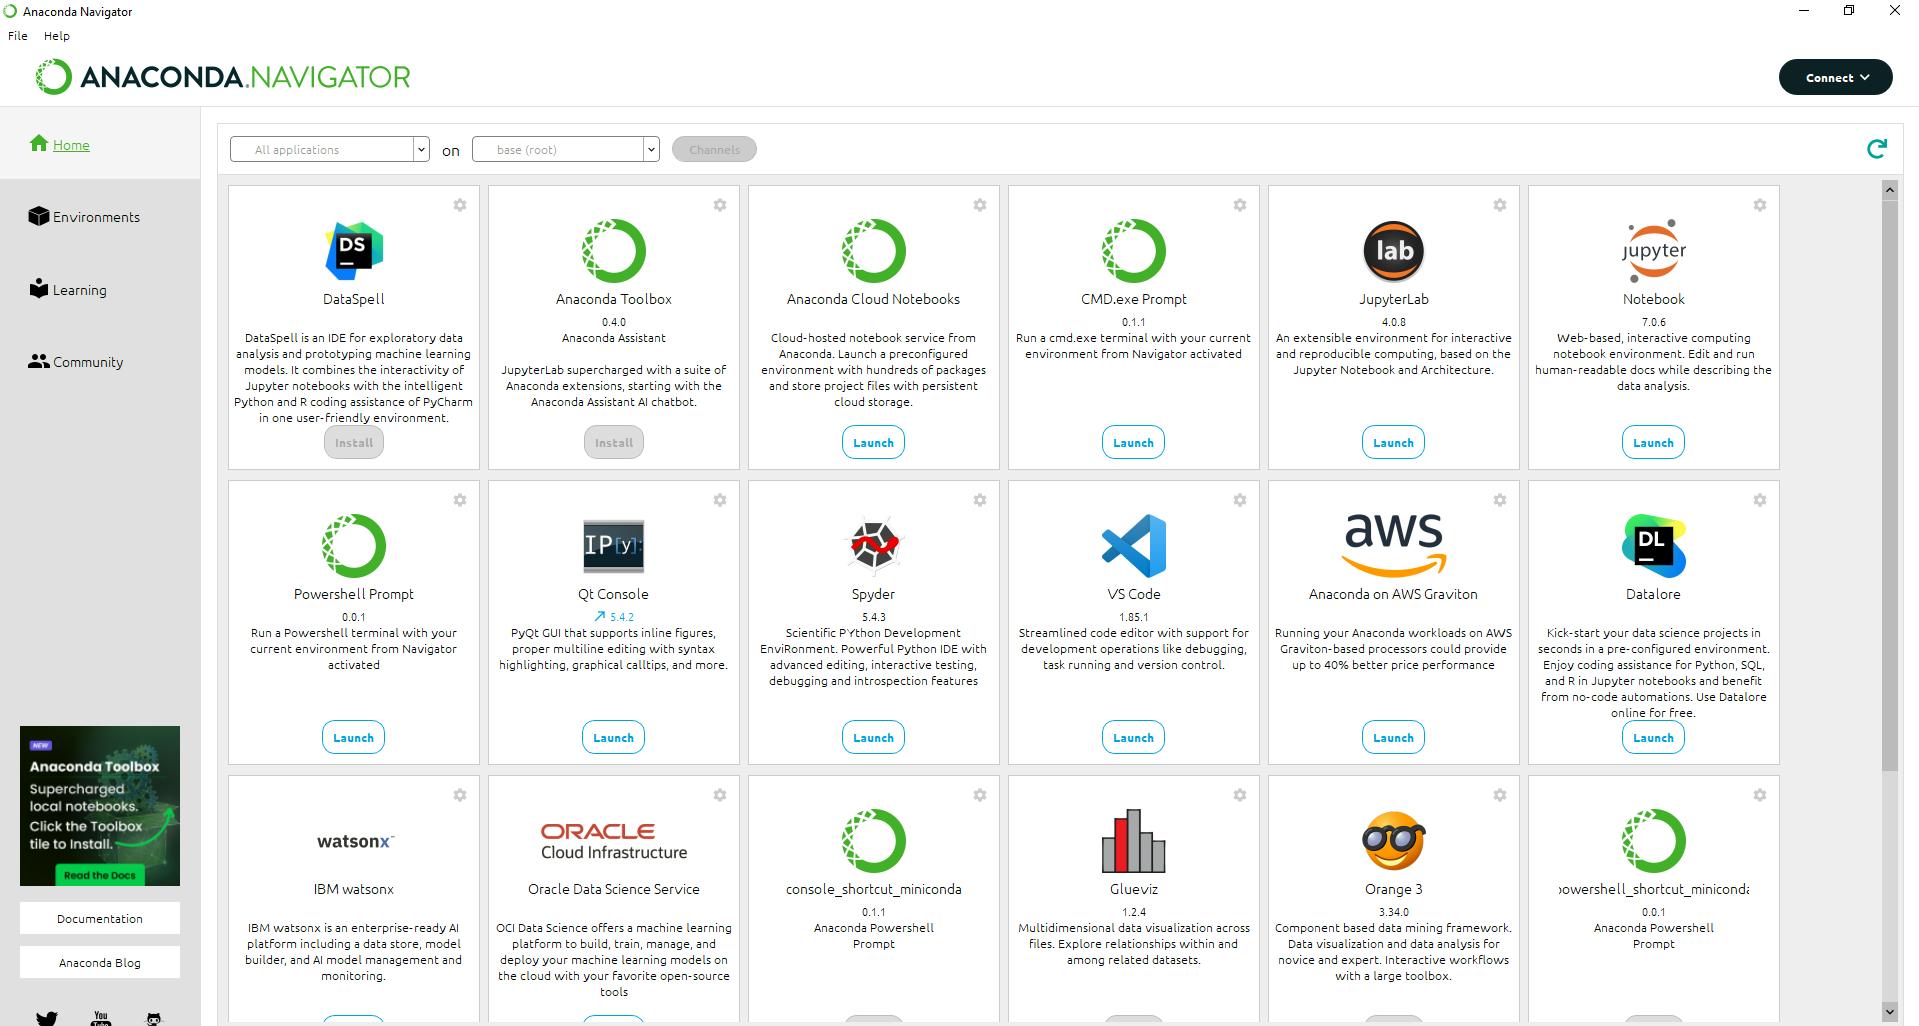 Anaconda Navigator
File Help
ANACONDA.NAVIGATOR
Connect
Home
Environments
Learning
Community
All applications
on
base (root)
Channels
DS
DataSpell
DataSpell is an IDE for exploratory data
analysis and prototyping machine learning
models. It combines the interactivity of
Jupyter notebooks with the intelligent
Python and R coding assistance of PyCharm
in one user-friendly environment.
Install
Anaconda Toolbox
0.4.0
Anaconda Assistant
JupyterLab supercharged with a suite of
Anaconda extensions, starting with the
Anaconda Assistant AI chatbot.
Install
Anaconda Cloud Notebooks
Cloud-hosted notebook service from
Anaconda. Launch a preconfigured
environment with hundreds of packages
and store project files with persistent
cloud storage.
Launch
CMD.exe Prompt
0.1.1
Run a cmd.exe terminal with your current
environment from Navigator activated
Launch
lab
JupyterLab
4.0.8
An extensible environment for interactive
and reproducible computing, based on the
Jupyter Notebook and Architecture.
Launch
jupyter
Notebook
7.0.6
Web-based, interactive computing
notebook environment. Edit and run
human-readable docs while describing the
data analysis.
Launch
Powershell Prompt
0.0.1
Run a Powershell terminal with your
current environment from Navigator
activated
Launch
IP[y]:
Qt Console
5.4.2
PyQt GUI that supports inline figures,
proper multiline editing with syntax
highlighting, graphical calltips, and more.
Launch
Spyder
5.4.3
Scientific PYthon Development
EnviRonment. Powerful Python IDE with
advanced editing, interactive testing,
debugging and introspection features
Launch
VS Code
1.85.1
Streamlined code editor with support for
development operations like debugging,
task running and version control.
Launch
aws
Anaconda on AWS Graviton
Running your Anaconda workloads on AWS
Graviton-based processors could provide
up to 40% better price performance
Launch
DL
Datalore
Kick-start your data science projects in
seconds in a pre-configured environment.
Enjoy coding assistance for Python, SQL,
and R in Jupyter notebooks and benefit
from no-code automations. Use Datalore
online for free.
Launch
watsonx™
IBM watsonx
IBM watsonx is an enterprise-ready AI
platform including a data store, model
builder, and AI model management and
monitoring.
ORACLE
Cloud Infrastructure
Oracle Data Science Service
OCI Data Science offers a machine learning
platform to build, train, manage, and
deploy your machine learning models on
the cloud with your favorite open-source
tools
console_shortcut_miniconda
0.1.1
Anaconda Powershell
Prompt
Glueviz
1.2.4
Multidimensional data visualization across
files. Explore relationships within and
among related datasets.
Orange 3
3.34.0
Component based data mining framework.
Data visualization and data analysis for
novice and expert. Interactive workflows
with a large toolbox.
powershell_shortcut_miniconda
0.0.1
Anaconda Powershell
Prompt
NEW
Anaconda Toolbox
Supercharged
local notebooks.
Click the Toolbox
tile to Install.
Read the Docs
Documentation
Anaconda Blog
You